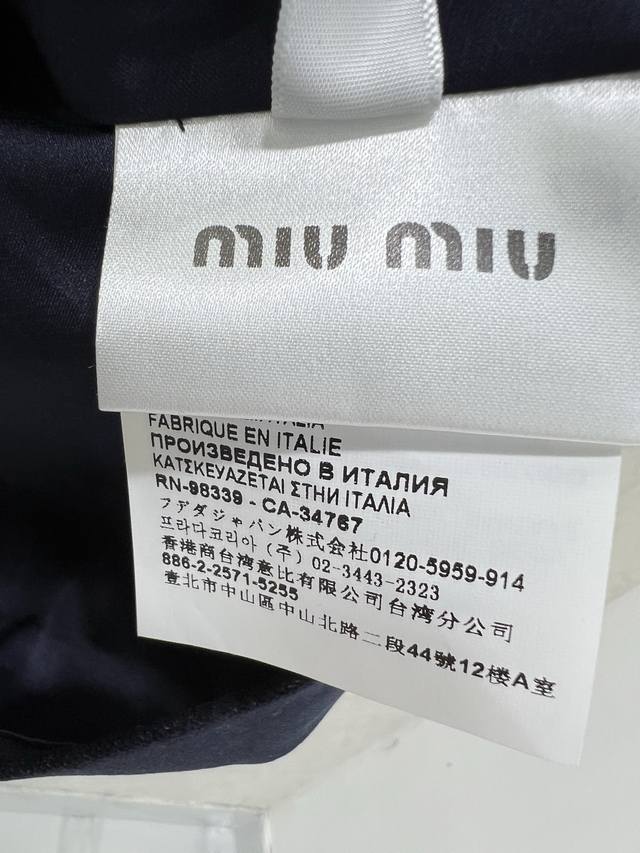 miu miu
FABRIQUE EN ITALIE
ПРОИЗВЕДЕНО В ИТАЛИЯ
ΚΑΤΣΚΕΥΑΖΕΤΑΙ ΣΤΗΝ ΙΤΑΛΙΑ
RN-98339 - CA-34767
フアダジャパン株式会社0120-5959-914
프라다코리아 (주) 02-3443-2323
香港商台湾意比有限公司台湾分公司
886-2-2571-5255
臺北市中山區中山北路二段44號12楼A室